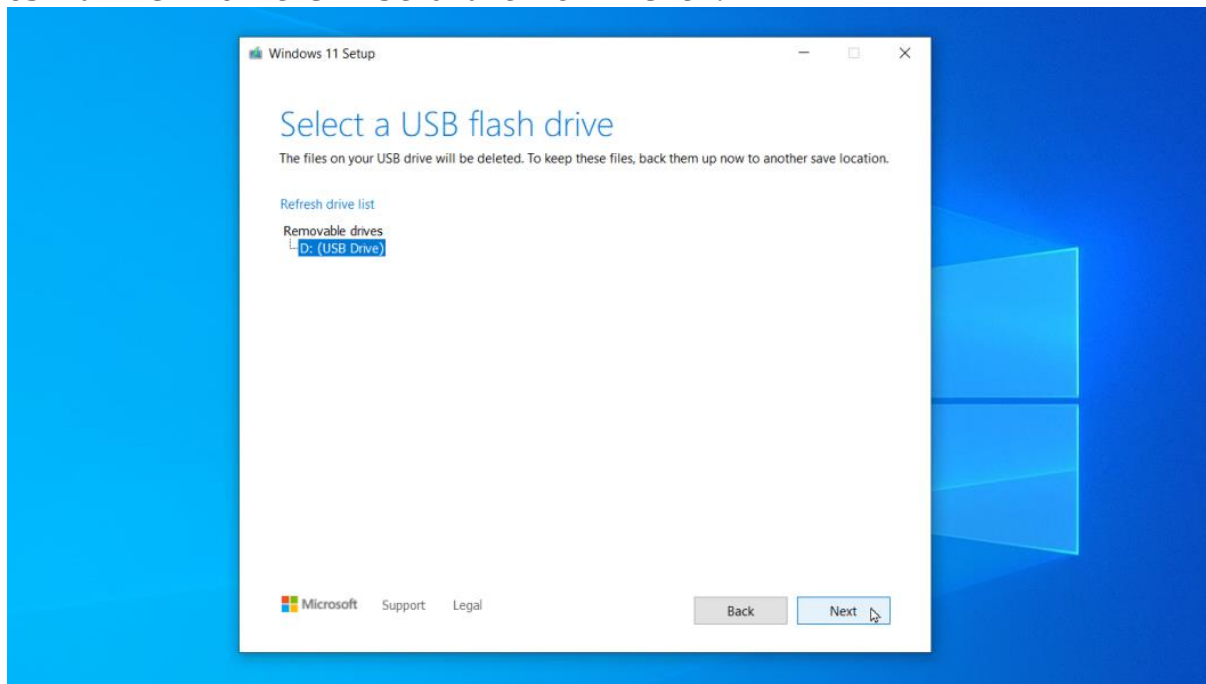 Windows 11 Setup
Select a USB flash drive
The files on your USB drive will be deleted. To keep these files, back them up now to another save location.
Refresh drive list
Removable drives
D: (USB Drive)
Microsoft Support Legal Back Next